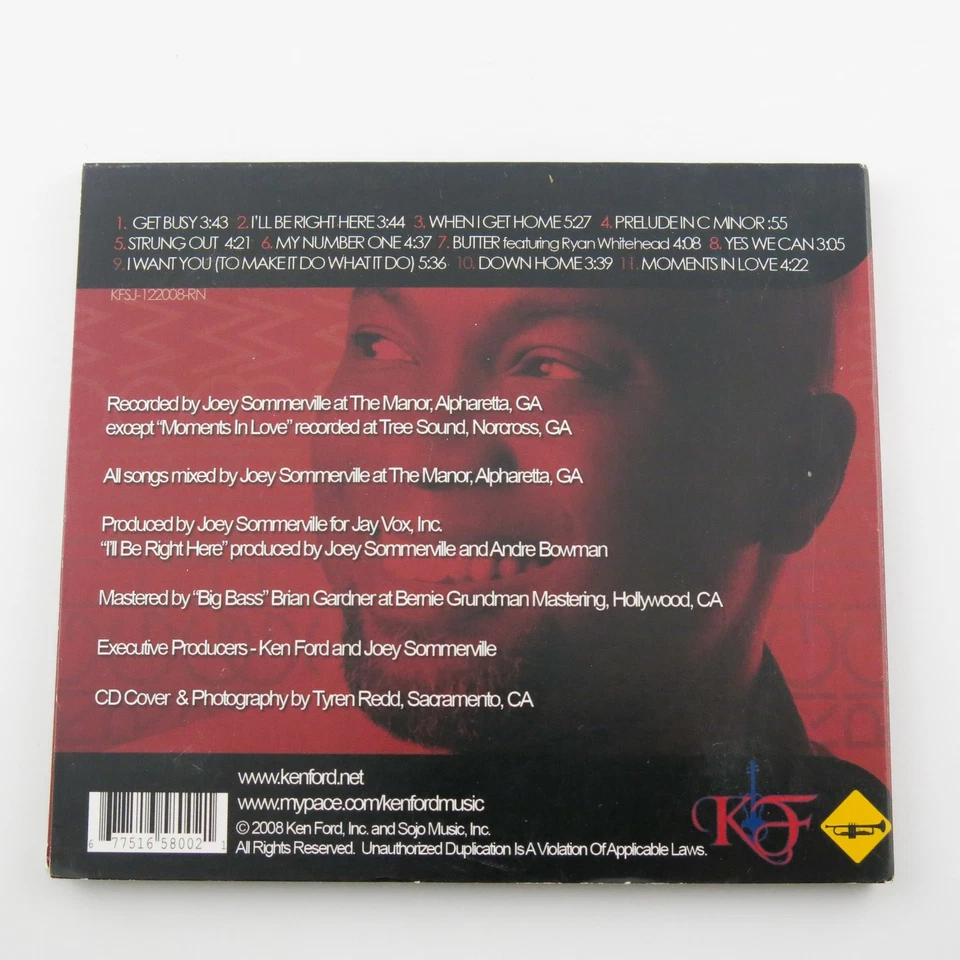 1. GET BUSY 3:43 2. I'LL BE RIGHT HERE 3:44 3. WHEN I GET HOME 5:27 4. PRELUDE IN C MINOR :55
5. STRUNG OUT 4:21 6. MY NUMBER ONE 4:37 7. BUTTER featuring Ryan Whitehead 4:08 8. YES WE CAN 3:05
9. I WANT YOU (TO MAKE IT DO WHAT IT DO) 5:36 10. DOWN HOME 3:39 11. MOMENTS IN LOVE 4:22
KFSJ-122008-RN
Recorded by Joey Sommerville at The Manor, Alpharetta, GA
except "Moments In Love" recorded at Tree Sound, Norcross, GA
All songs mixed by Joey Sommerville at The Manor, Alpharetta, GA
Produced by Joey Sommerville for Jay Vox, Inc.
"I'll Be Right Here" produced by Joey Sommerville and Andre Bowman
Mastered by "Big Bass" Brian Gardner at Bernie Grundman Mastering, Hollywood, CA
Executive Producers - Ken Ford and Joey Sommerville
CD Cover & Photography by Tyren Redd, Sacramento, CA
www.kenford.net
www.mypace.com/kenfordmusic
© 2008 Ken Ford, Inc. and Sojo Music, Inc.
All Rights Reserved. Unauthorized Duplication Is A Violation Of Applicable Laws.
6 77516 58002 1
KF